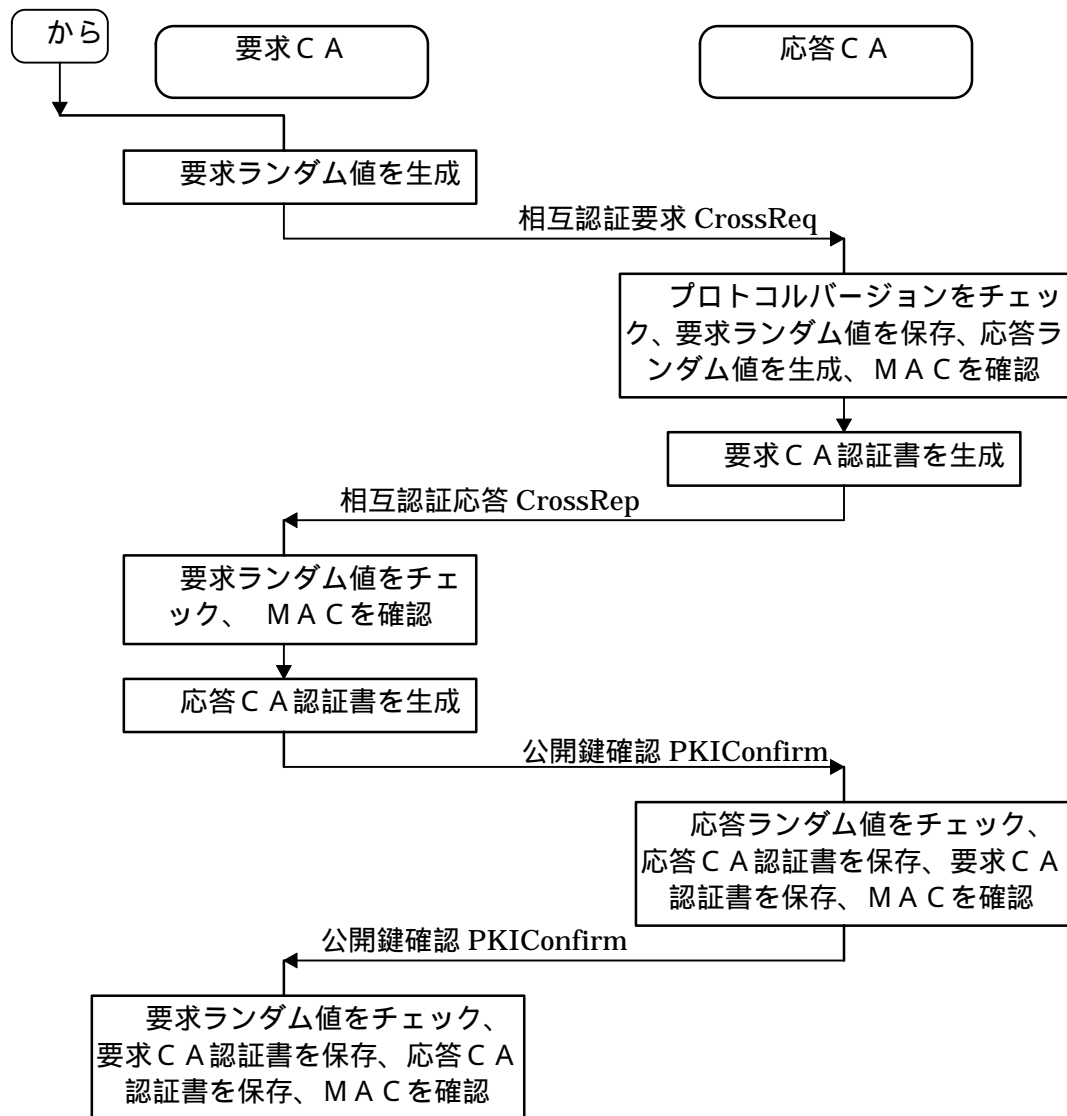 から
要求ＣＡ
応答ＣＡ
要求ランダム値を生成
相互認証要求 CrossReq
プロトコルバージョンをチェッ
ク、要求ランダム値を保存、応答ラ
ンダム値を生成、ＭＡＣを確認
要求ＣＡ認証書を生成
相互認証応答 CrossRep
要求ランダム値をチェ
ック、 ＭＡＣを確認
応答ＣＡ認証書を生成
公開鍵確認 PKIConfirm
応答ランダム値をチェック、
応答ＣＡ認証書を保存、要求ＣＡ
認証書を保存、ＭＡＣを確認
公開鍵確認 PKIConfirm
要求ランダム値をチェック、
要求ＣＡ認証書を保存、応答ＣＡ
認証書を保存、ＭＡＣを確認